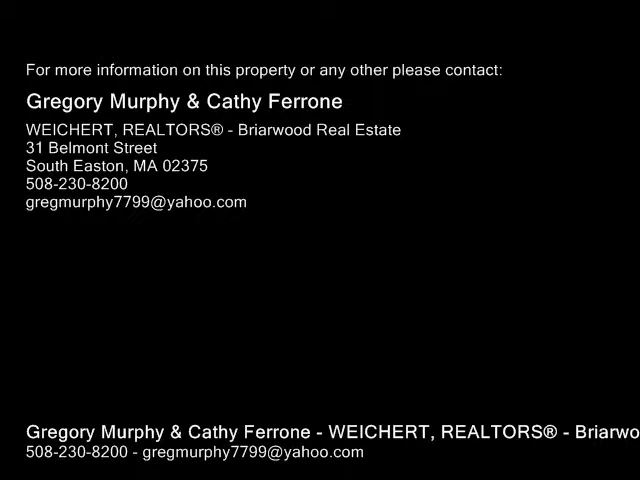 For more information on this property or any other please contact:
Gregory Murphy & Cathy Ferrone
WEICHERT, REALTORS® - Briarwood Real Estate
31 Belmont Street
South Easton, MA 02375
508-230-8200
gregmurphy7799@yahoo.com
Gregory Murphy & Cathy Ferrone - WEICHERT, REALTORS® - Briarwo
508-230-8200 - gregmurphy7799@yahoo.com